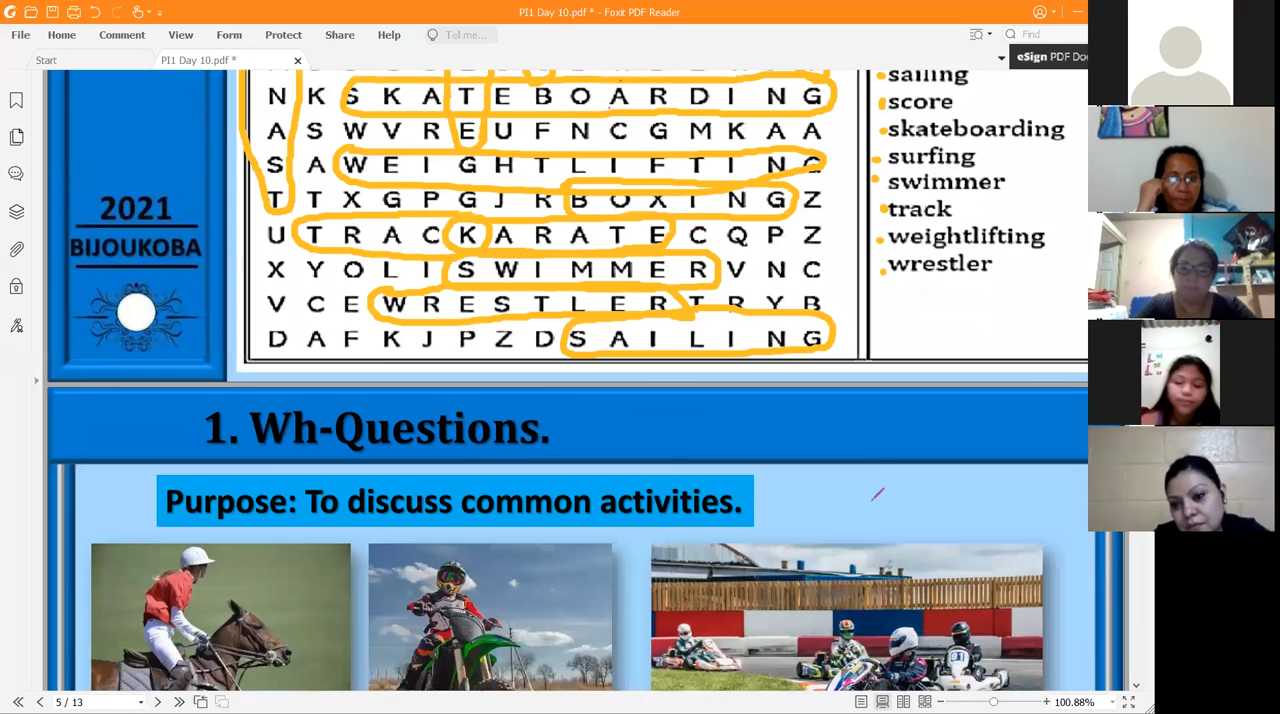 PI1 Day 10.pdf * - Foxit PDF Reader
File Home Comment View Form Protect Share Help Tell me... Find
Start PI1 Day 10.pdf * eSign PDF Do
N K S K A T E B O A R D I N G
A S W V R E U F N C G M K A A
S A W E I G H T L I F T I N G
T T X G P G J R B O X I N G Z
U T R A C K A R A T E C Q P Z
X Y O L I S W I M M E R V N C
V C E W R E S T L E R T R Y B
D A F K J P Z D S A I L I N G
sailing
score
skateboarding
surfing
swimmer
track
weightlifting
wrestler
2021
BIJOUKOBA
1. Wh-Questions.
Purpose: To discuss common activities.
5 / 13
100.88%